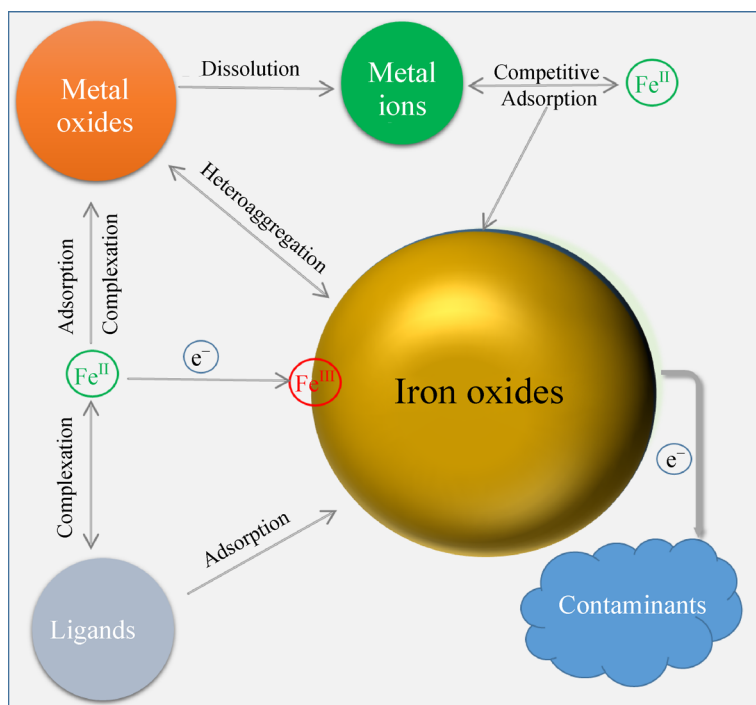 Metal
oxides
Dissolution
Metal
ions
Competitive
Adsorption
Fe^II
Heteroaggregation
Adsorption
Complexation
Fe^II
e⁻
Fe^III
Iron oxides
e⁻
Complexation
Adsorption
Ligands
Contaminants